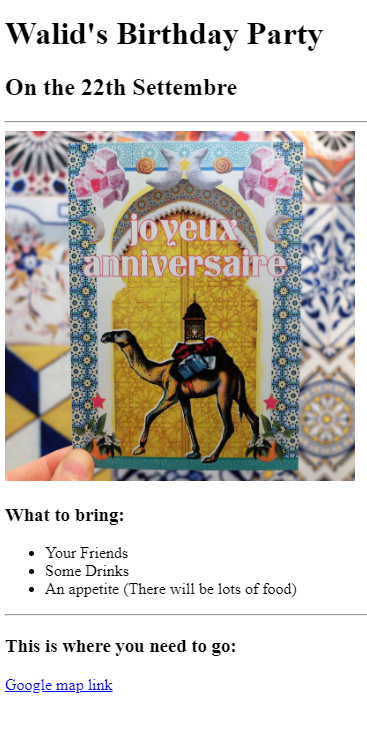 Walid's Birthday Party
On the 22th Settembre
joyeux
anniversaire
What to bring:
Your Friends
Some Drinks
An appetite (There will be lots of food)
This is where you need to go:
Google map link